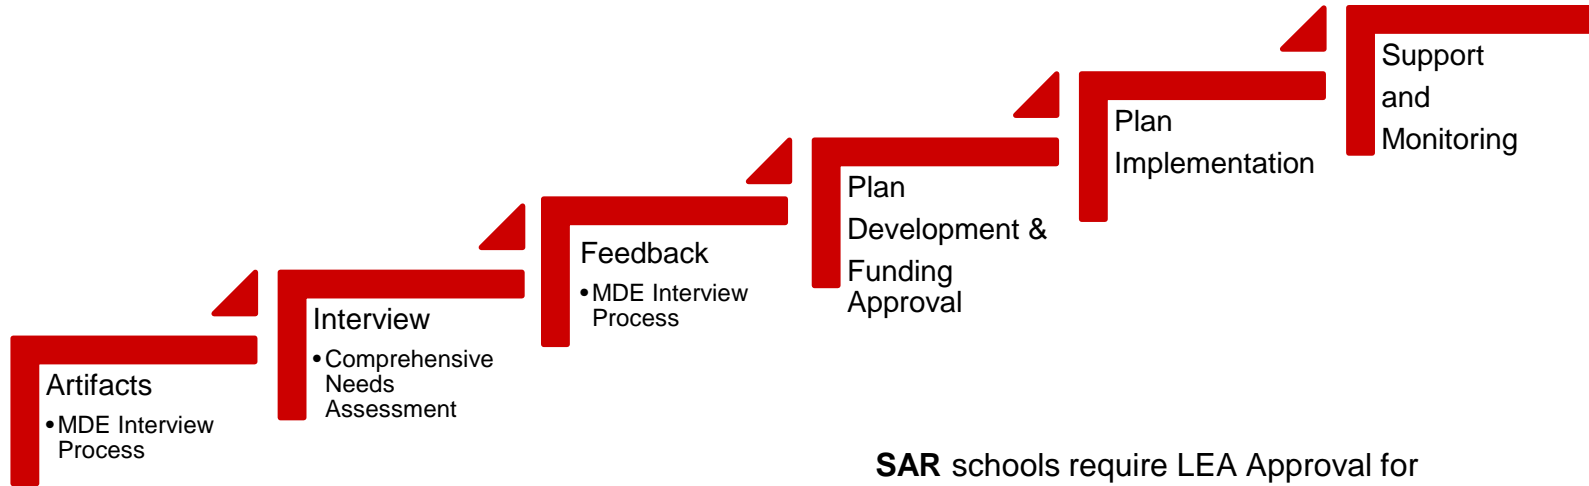 Artifacts
•MDE Interview
Process
Interview
•Comprehensive
Needs
Assessment
Feedback
•MDE Interview
Process
Plan
Development &
Funding
Approval
Plan
Implementation
Support
and
Monitoring
SAR schools require LEA Approval for